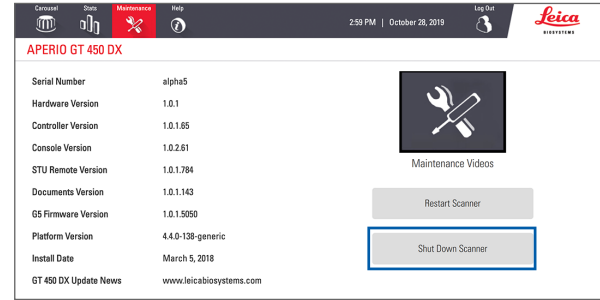 Carousel Stats Maintenance Help Log Out
2:59 PM | October 28, 2019
Leica
BIOSYSTEMS
APERIO GT 450 DX
Serial Number alpha5
Hardware Version 1.0.1
Controller Version 1.0.1.65
Console Version 1.0.2.61
STU Remote Version 1.0.1.784
Documents Version 1.0.1.143
G5 Firmware Version 1.0.1.5050
Platform Version 4.4.0-138-generic
Install Date March 5, 2018
GT 450 DX Update News www.leicabiosystems.com
Maintenance Videos
Restart Scanner
Shut Down Scanner